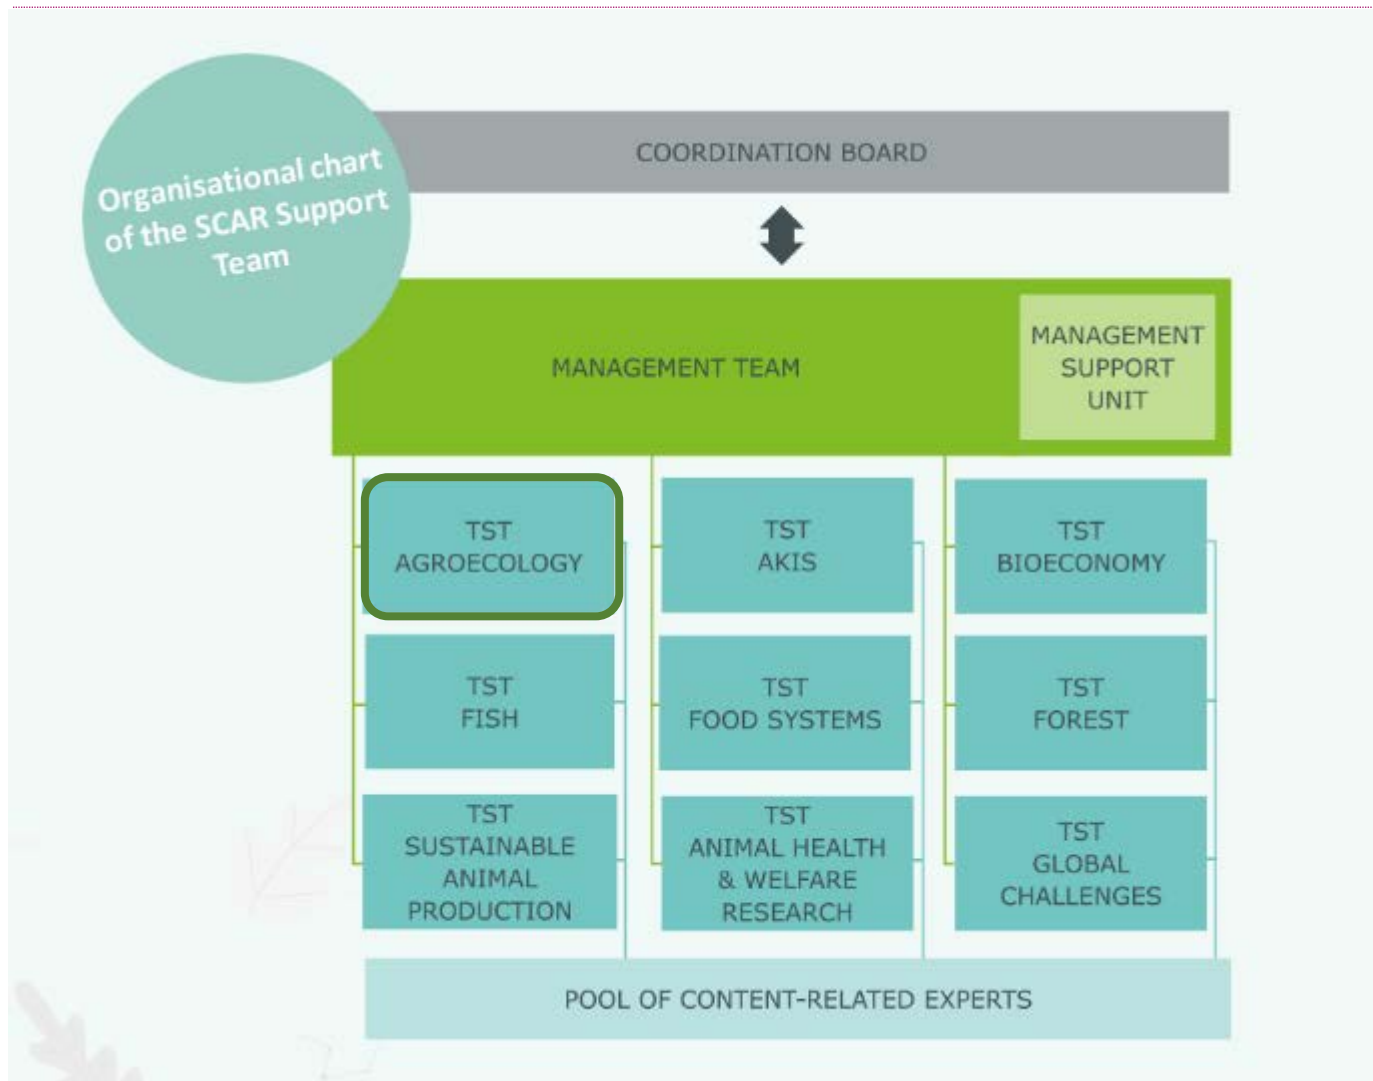 Organisational chart
of the SCAR Support
Team
COORDINATION BOARD
MANAGEMENT TEAM
MANAGEMENT
SUPPORT
UNIT
TST
AGROECOLOGY
TST
AKIS
TST
BIOECONOMY
TST
FISH
TST
FOOD SYSTEMS
TST
FOREST
TST
SUSTAINABLE
ANIMAL
PRODUCTION
TST
ANIMAL HEALTH
& WELFARE
RESEARCH
TST
GLOBAL
CHALLENGES
POOL OF CONTENT-RELATED EXPERTS